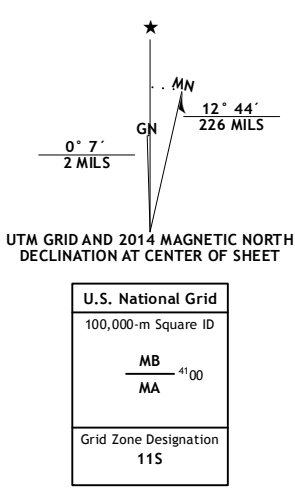 ★
MN
GN
12° 44´
226 MILS
0° 7´
2 MILS
UTM GRID AND 2014 MAGNETIC NORTH
DECLINATION AT CENTER OF SHEET
U.S. National Grid
100,000-m Square ID
MB
⁴¹00
MA
Grid Zone Designation
11S